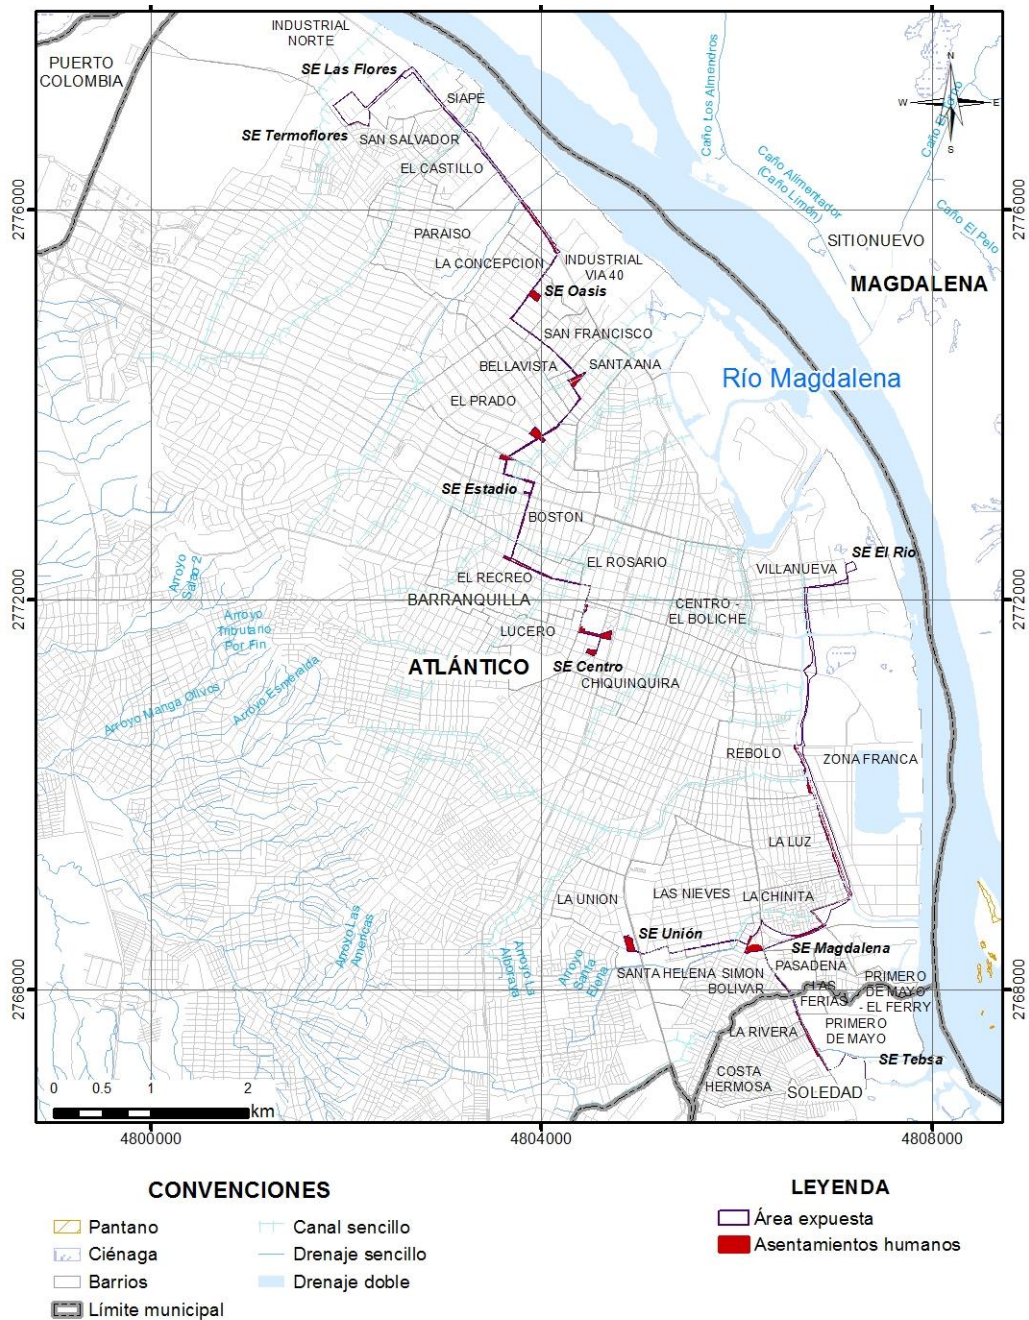 INDUSTRIAL
NORTE
PUERTO
COLOMBIA
SE Las Flores
SIAPE
SE Termoflores
SAN SALVADOR
EL CASTILLO
Caño Los Almendros
Caño El Torno
N
W
E
S
Caño Alimentador
(Caño Limón)
Caño El Pelo
2776000
2776000
PARAISO
SITIONUEVO
LA CONCEPCION
INDUSTRIAL
VIA 40
MAGDALENA
SE Oasis
SAN FRANCISCO
BELLAVISTA
SANTA ANA
Río Magdalena
EL PRADO
SE Estadio
BOSTON
SE El Rio
EL ROSARIO
VILLANUEVA
EL RECREO
Arroyo
Salao 2
2772000
2772000
BARRANQUILLA
CENTRO -
EL BOLICHE
Arroyo
Tributario
Por Fin
LUCERO
ATLÁNTICO
SE Centro
CHIQUINQUIRA
Arroyo Manga Olivos
Arroyo Esmeralda
REBOLO
ZONA FRANCA
LA LUZ
LA UNION
LAS NIEVES
LA CHINITA
Arroyo Las
Americas
SE Unión
SE Magdalena
Arroyo La
Alboraya
Arroyo
Santa
Elena
SANTA HELENA
SIMON
BOLIVAR
PASADENA
LAS
FERIAS
PRIMERO
DE MAYO
- EL FERRY
2768000
2768000
LA RIVERA
PRIMERO
DE MAYO
SE Tebsa
COSTA
HERMOSA
SOLEDAD
0 0.5 1 2
km
4800000
4804000
4808000
CONVENCIONES
Pantano
Ciénaga
Barrios
Límite municipal
Canal sencillo
Drenaje sencillo
Drenaje doble
LEYENDA
Área expuesta
Asentamientos humanos